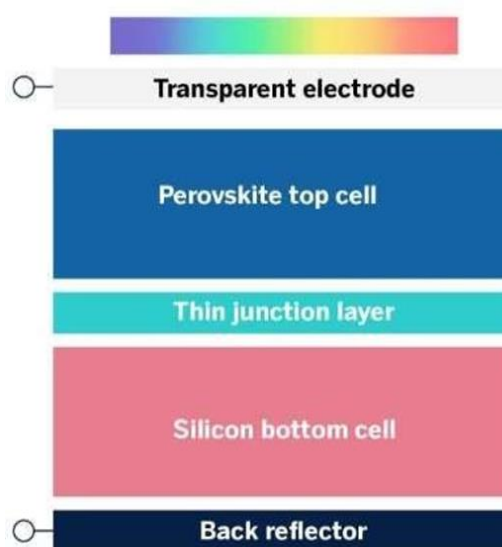 Transparent electrode
Perovskite top cell
Thin junction layer
Silicon bottom cell
Back reflector